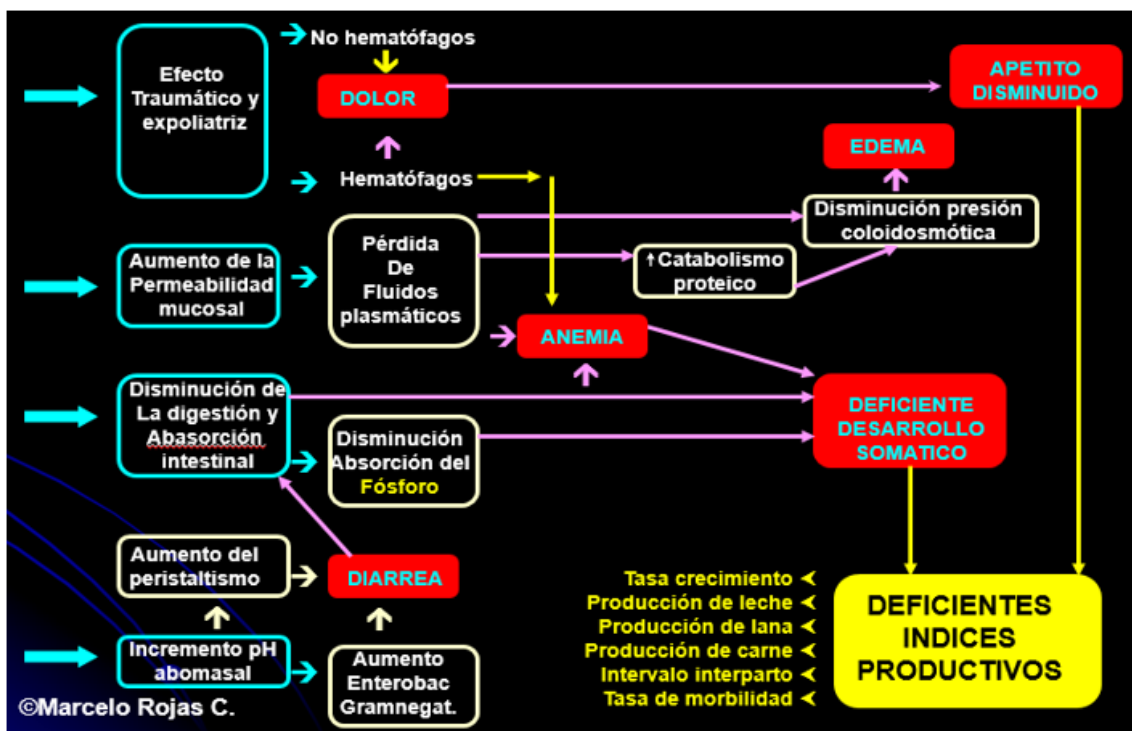 No hematófagos
Efecto
Traumático y
expoliatriz
DOLOR
APETITO
DISMINUIDO
EDEMA
Hematófagos
Disminución presión
coloidosmótica
Aumento de la
Permeabilidad
mucosal
Pérdida
De
Fluidos
plasmáticos
↑Catabolismo
proteico
ANEMIA
Disminución de
La digestión y
Abasorción
intestinal
Disminución
Absorción del
Fósforo
DEFICIENTE
DESARROLLO
SOMATICO
Aumento del
peristaltismo
DIARREA
Tasa crecimiento
Producción de leche
Producción de lana
Producción de carne
Intervalo interparto
Tasa de morbilidad
DEFICIENTES
INDICES
PRODUCTIVOS
Incremento pH
abomasal
Aumento
Enterobac
Gramnegat.
©Marcelo Rojas C.